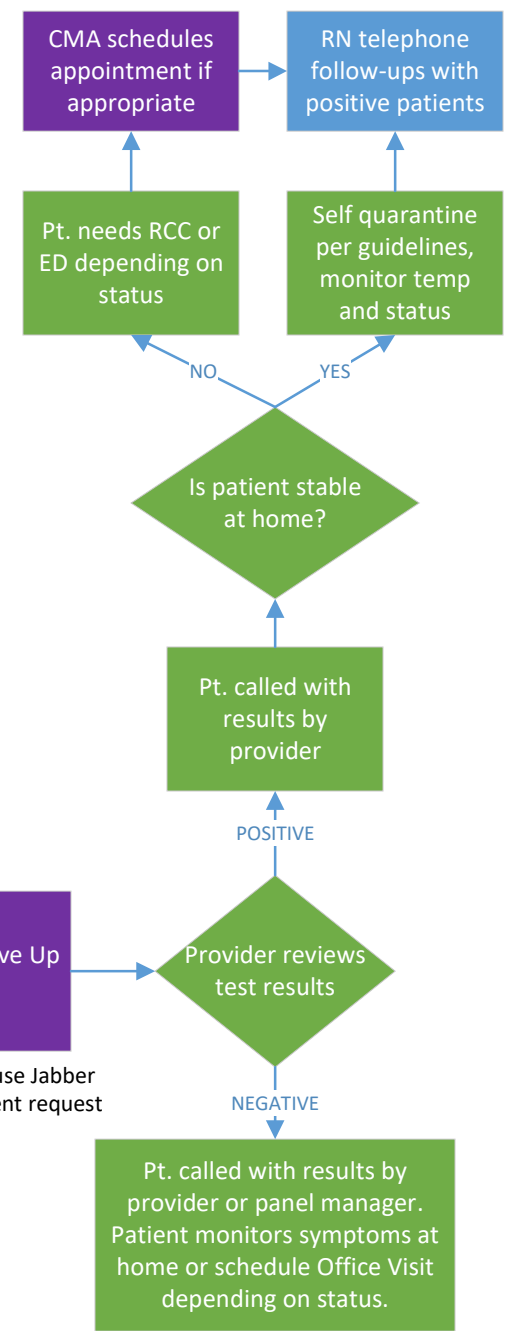 CMA schedules
appointment if
appropriate
RN telephone
follow-ups with
positive patients
Pt. needs RCC or
ED depending on
status
Self quarantine
per guidelines,
monitor temp
and status
NO
YES
Is patient stable
at home?
Pt. called with
results by
provider
POSITIVE
Up
Provider reviews
test results
Jabber
request
NEGATIVE
Pt. called with results by
provider or panel manager.
Patient monitors symptoms at
home or schedule Office Visit
depending on status.